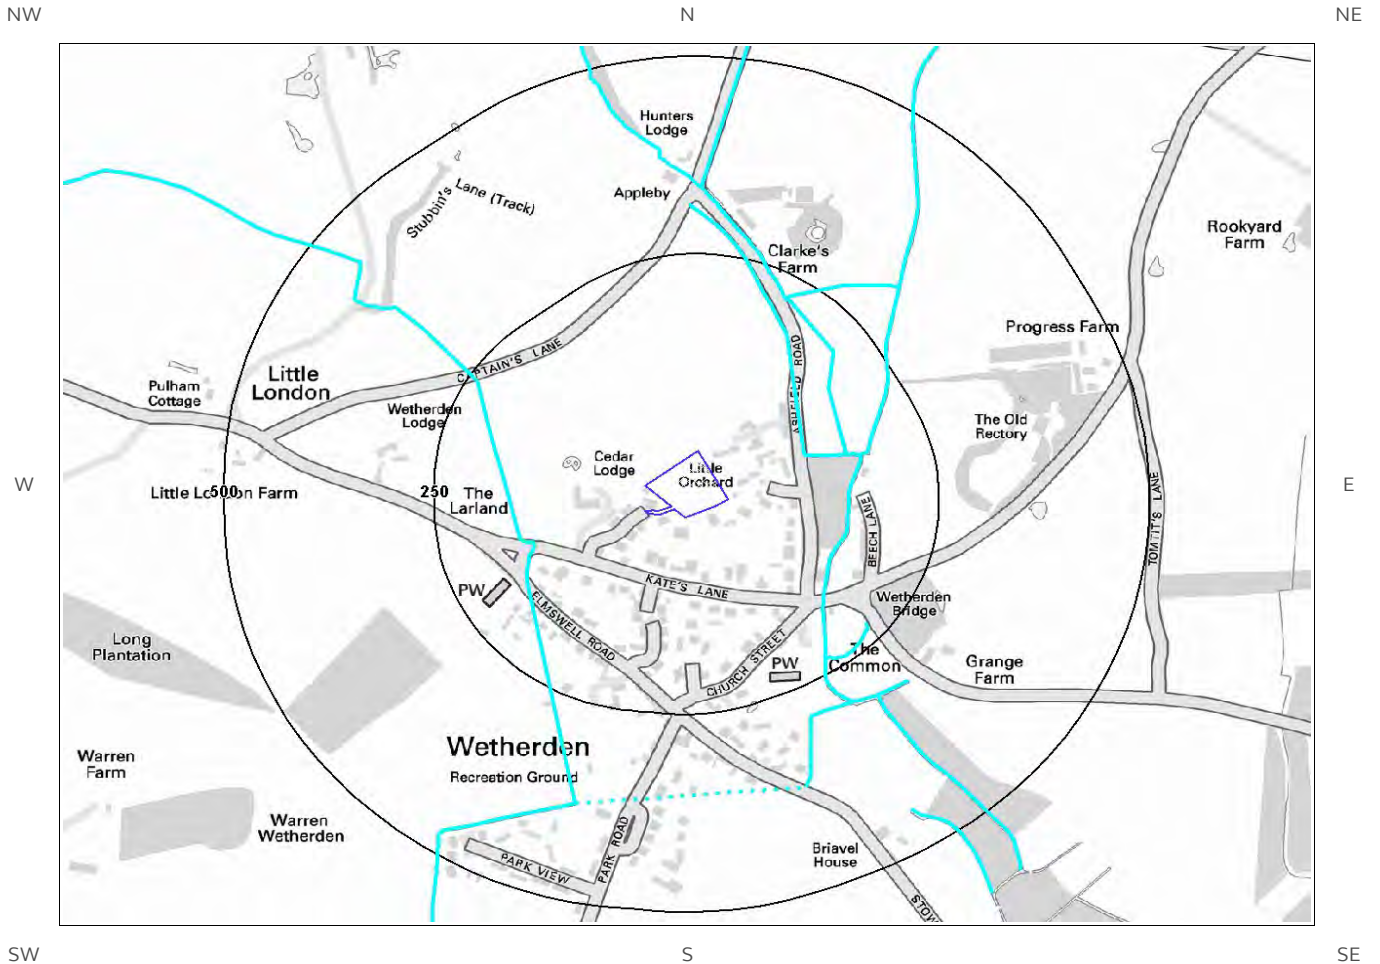 NW
N
NE
Hunters
Lodge
Appleby
Stubbin's
Lane (Track)
Clarke's
Farm
Rookyard
Farm
Progress Farm
CAPTAIN'S LANE
ASHFIELD ROAD
Little
London
Pulham
Cottage
Wetherden
Lodge
The Old
Rectory
Cedar
Lodge
Little
Orchard
W
E
Little London Farm
500
250
The
Larland
TOMTIT'S LANE
BEECH LANE
PW
KATE'S LANE
Wetherden
Bridge
ELMSWELL ROAD
CHURCH STREET
Long
Plantation
PW
The
Common
Grange
Farm
Wetherden
Recreation Ground
Warren
Farm
Warren
Wetherden
PARK ROAD
PARK VIEW
Briavel
House
STOW
SW
S
SE